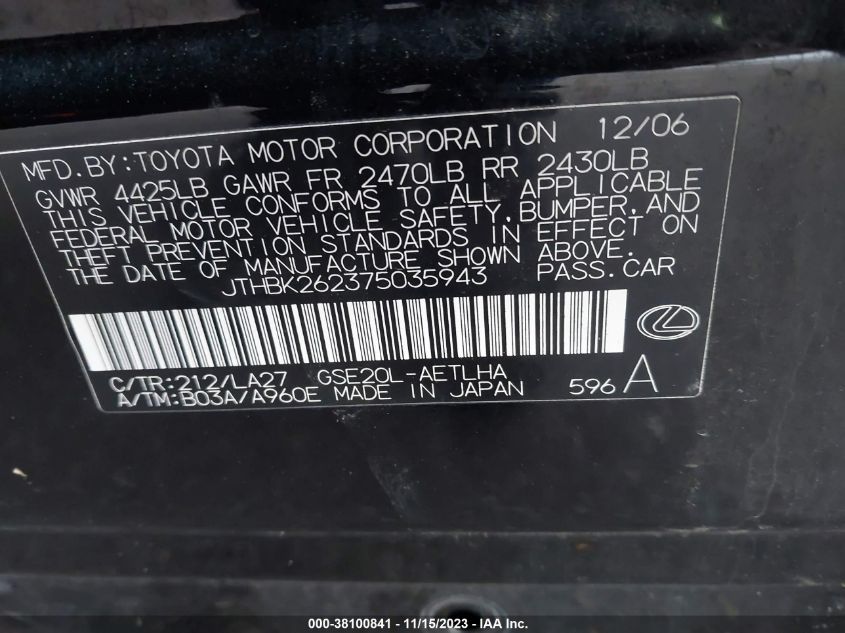 MFD.BY:TOYOTA MOTOR CORPORATION 12/06
GVWR 4425LB GAWR FR 2470LB RR 2430LB
THIS VEHICLE CONFORMS TO ALL APPLICABLE
FEDERAL MOTOR VEHICLE SAFETY,BUMPER,AND
THEFT PREVENTION STANDARDS IN EFFECT ON
THE DATE OF MANUFACTURE SHOWN ABOVE.
JTHBK262375035943 PASS.CAR
C/TR:212/LA27 GSE20L-AETLHA
A/TM:B03A/A960E MADE IN JAPAN 596 A
000-38100841 - 11/15/2023 - IAA Inc.